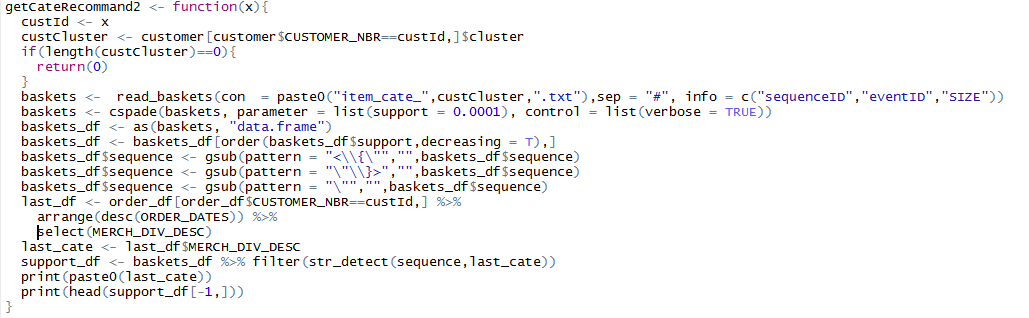 getCateRecommand2 <- function(x){
  custId <- x
  custCluster <- customer[customer$CUSTOMER_NBR==custId,]$cluster
  if(length(custCluster)==0){
    return(0)
  }
  baskets <-  read_baskets(con  = paste0("item_cate_",custCluster,".txt"),sep = "#", info = c("sequenceID","eventID","SIZE"))
  baskets <- cspade(baskets, parameter = list(support = 0.0001), control = list(verbose = TRUE))
  baskets_df <- as(baskets, "data.frame")
  baskets_df <- baskets_df[order(baskets_df$support,decreasing = T),]
  baskets_df$sequence <- gsub(pattern = "<\\{\"","",baskets_df$sequence)
  baskets_df$sequence <- gsub(pattern = "\"\\}>","",baskets_df$sequence)
  baskets_df$sequence <- gsub(pattern = "\"","",baskets_df$sequence)
  last_df <- order_df[order_df$CUSTOMER_NBR==custId,] %>%
    arrange(desc(ORDER_DATES)) %>%
    select(MERCH_DIV_DESC)
  last_cate <- last_df$MERCH_DIV_DESC
  support_df <- baskets_df %>% filter(str_detect(sequence,last_cate))
  print(paste0(last_cate))
  print(head(support_df[-1,]))
}